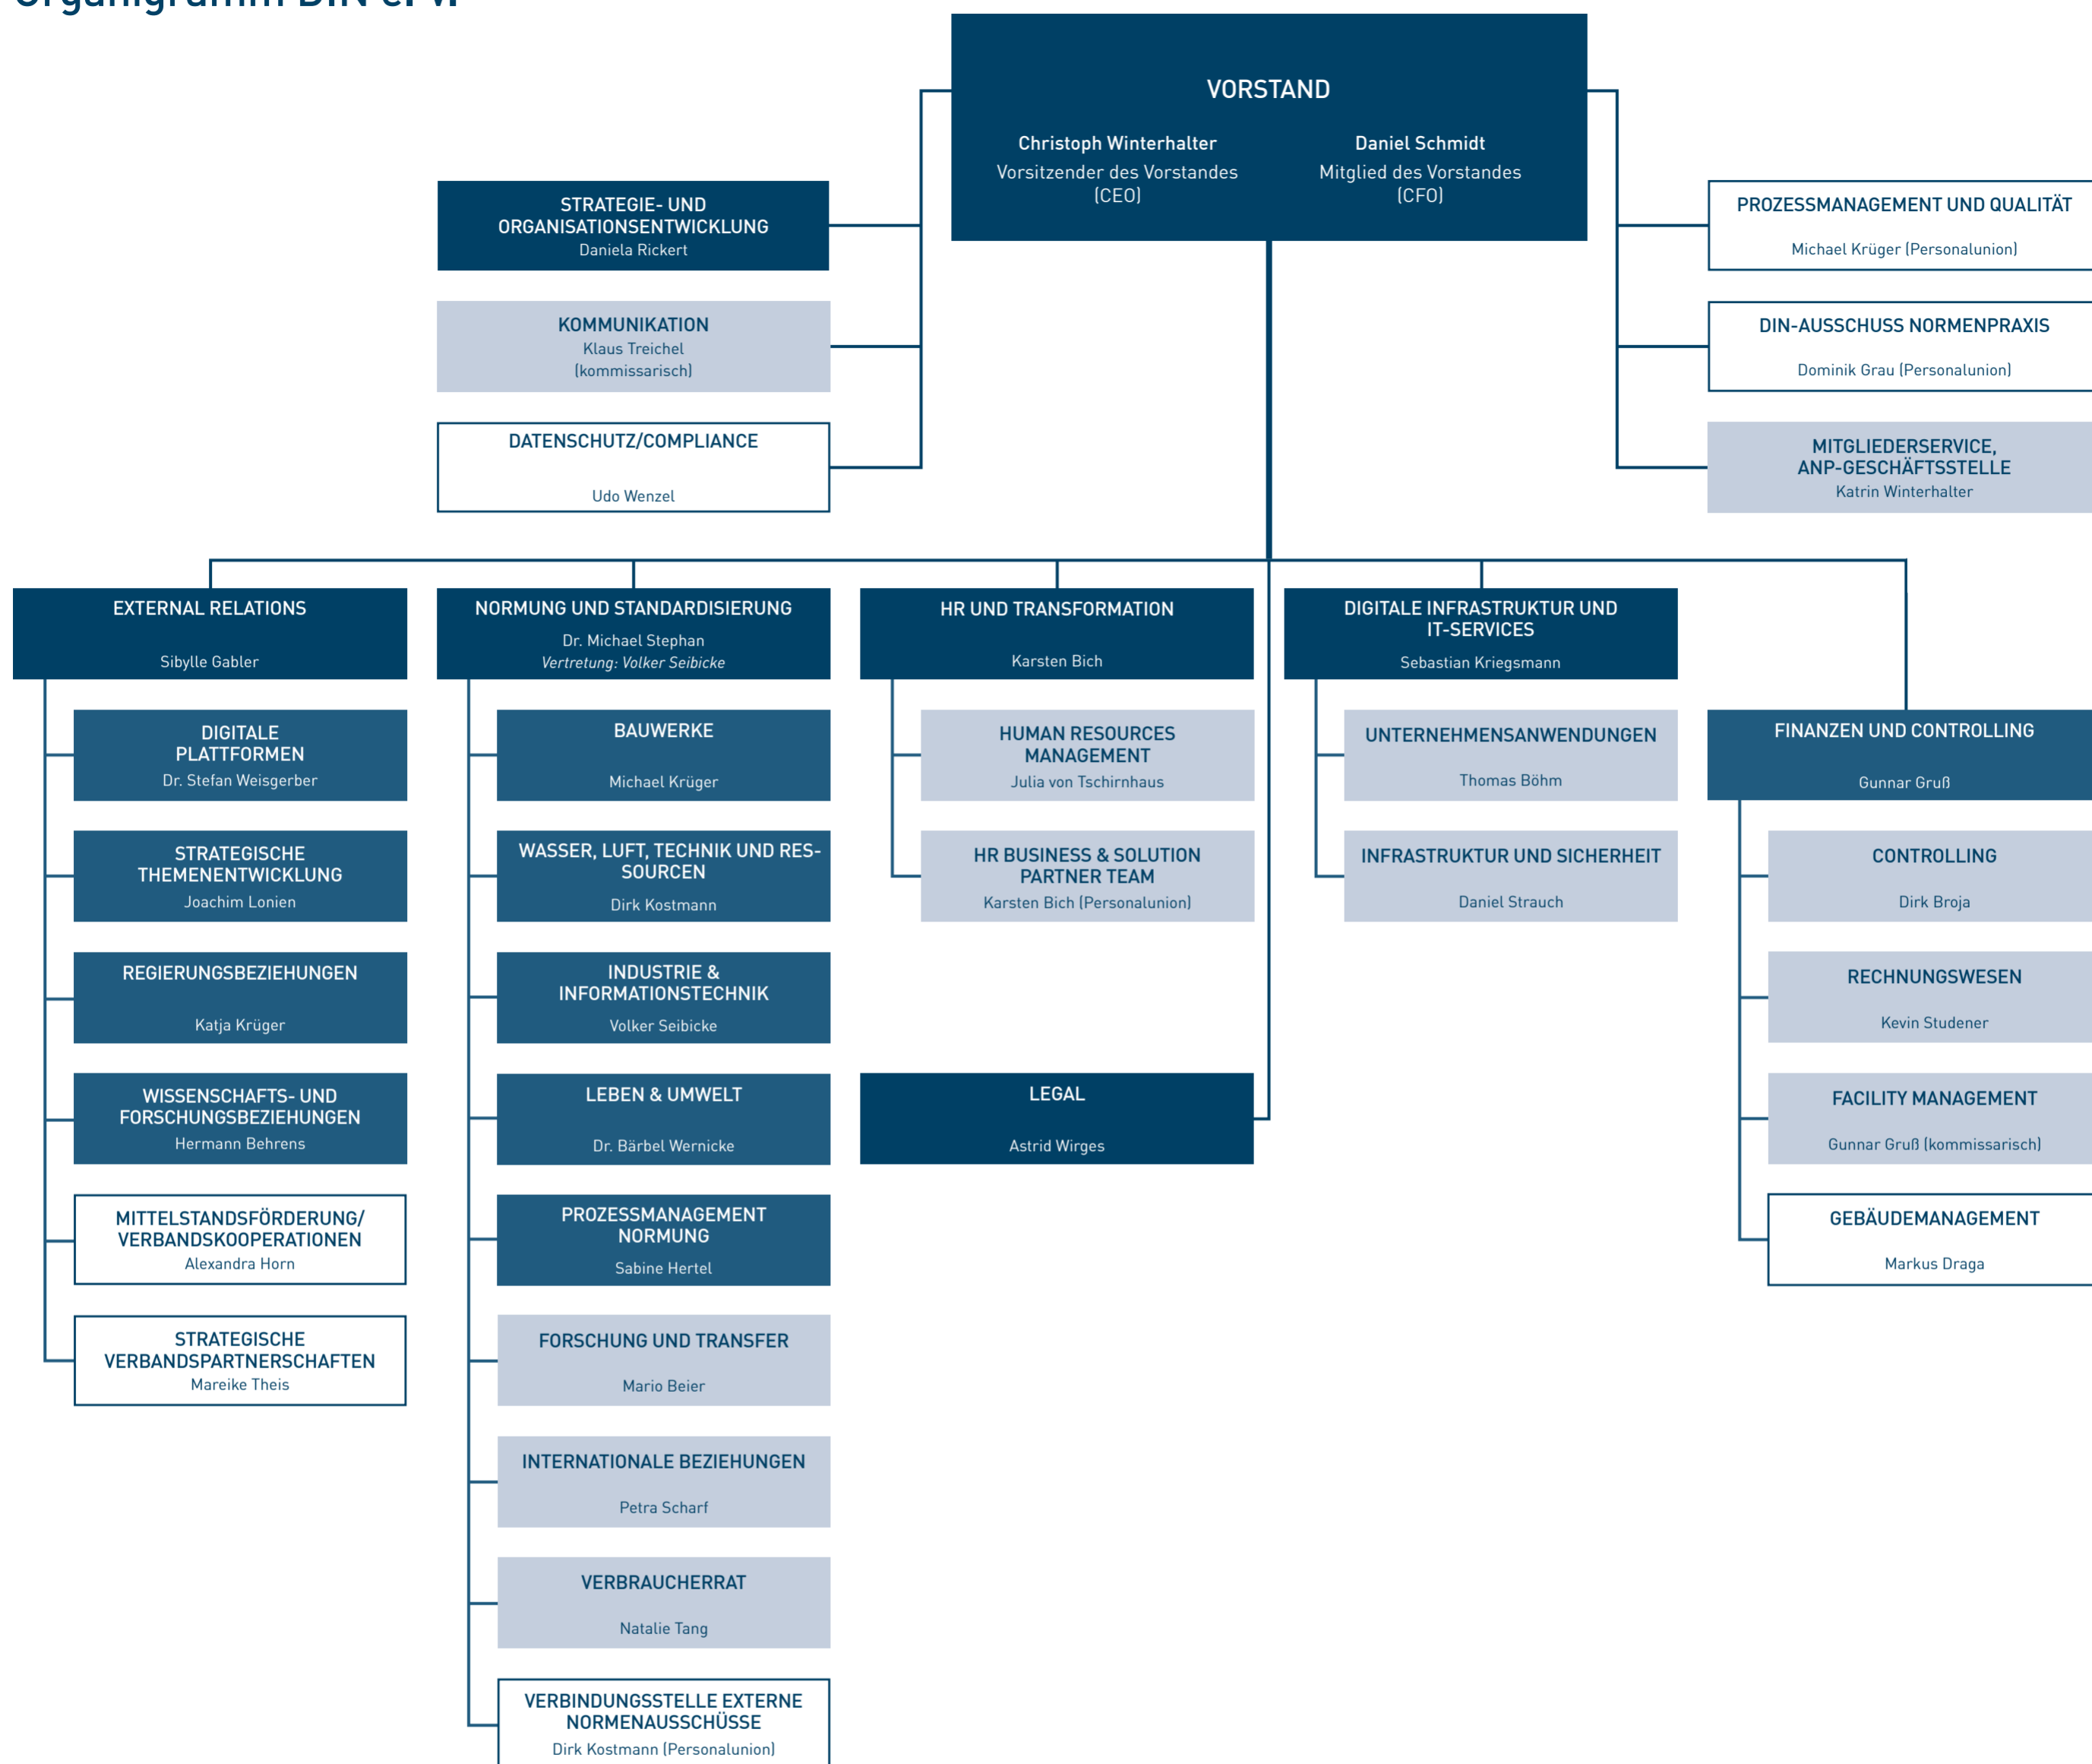 Organigramm DIN e. V.
VORSTAND
Christoph Winterhalter
Vorsitzender des Vorstandes
(CEO)
Daniel Schmidt
Mitglied des Vorstandes
(CFO)
STRATEGIE- UND
ORGANISATIONSENTWICKLUNG
Daniela Rickert
KOMMUNIKATION
Klaus Treichel
(kommissarisch)
DATENSCHUTZ/COMPLIANCE
Udo Wenzel
PROZESSMANAGEMENT UND QUALITÄT
Michael Krüger (Personalunion)
DIN-AUSSCHUSS NORMENPRAXIS
Dominik Grau (Personalunion)
MITGLIEDERSERVICE,
ANP-GESCHÄFTSSTELLE
Katrin Winterhalter
EXTERNAL RELATIONS
Sibylle Gabler
DIGITALE
PLATTFORMEN
Dr. Stefan Weisgerber
STRATEGISCHE
THEMENENTWICKLUNG
Joachim Lonien
REGIERUNGSBEZIEHUNGEN
Katja Krüger
WISSENSCHAFTS- UND
FORSCHUNGSBEZIEHUNGEN
Hermann Behrens
MITTELSTANDSFÖRDERUNG/
VERBANDSKOOPERATIONEN
Alexandra Horn
STRATEGISCHE
VERBANDSPARTNERSCHAFTEN
Mareike Theis
NORMUNG UND STANDARDISIERUNG
Dr. Michael Stephan
Vertretung: Volker Seibicke
BAUWERKE
Michael Krüger
WASSER, LUFT, TECHNIK UND RES-
SOURCEN
Dirk Kostmann
INDUSTRIE &
INFORMATIONSTECHNIK
Volker Seibicke
LEBEN & UMWELT
Dr. Bärbel Wernicke
PROZESSMANAGEMENT
NORMUNG
Sabine Hertel
FORSCHUNG UND TRANSFER
Mario Beier
INTERNATIONALE BEZIEHUNGEN
Petra Scharf
VERBRAUCHERRAT
Natalie Tang
VERBINDUNGSSTELLE EXTERNE
NORMENAUSSCHÜSSE
Dirk Kostmann (Personalunion)
HR UND TRANSFORMATION
Karsten Bich
HUMAN RESOURCES
MANAGEMENT
Julia von Tschirnhaus
HR BUSINESS & SOLUTION
PARTNER TEAM
Karsten Bich (Personalunion)
LEGAL
Astrid Wirges
DIGITALE INFRASTRUKTUR UND
IT-SERVICES
Sebastian Kriegsmann
UNTERNEHMENSANWENDUNGEN
Thomas Böhm
INFRASTRUKTUR UND SICHERHEIT
Daniel Strauch
FINANZEN UND CONTROLLING
Gunnar Gruß
CONTROLLING
Dirk Broja
RECHNUNGSWESEN
Kevin Studener
FACILITY MANAGEMENT
Gunnar Gruß (kommissarisch)
GEBÄUDEMANAGEMENT
Markus Draga